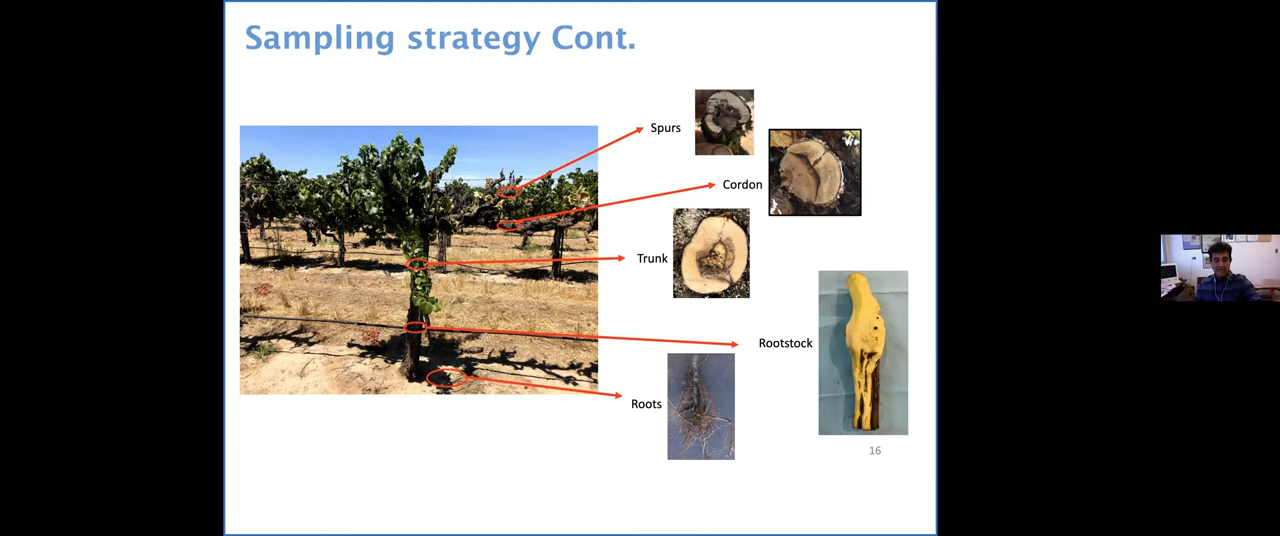 Sampling strategy Cont.
Spurs
Cordon
Trunk
Rootstock
Roots
16